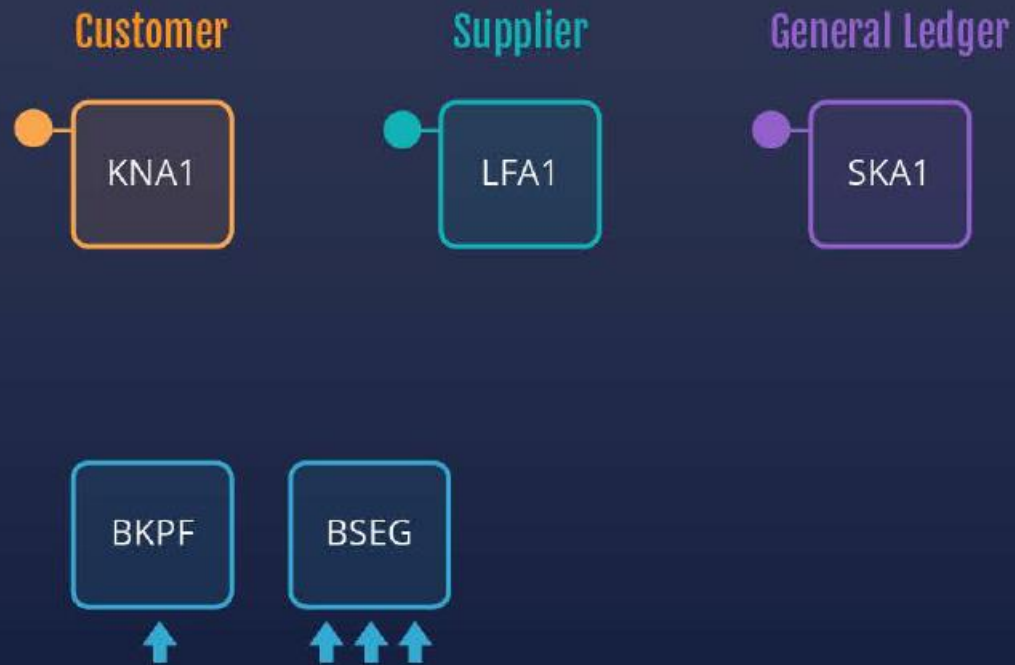 Customer Supplier General Ledger
KNA1 LFA1 SKA1
BKPF BSEG